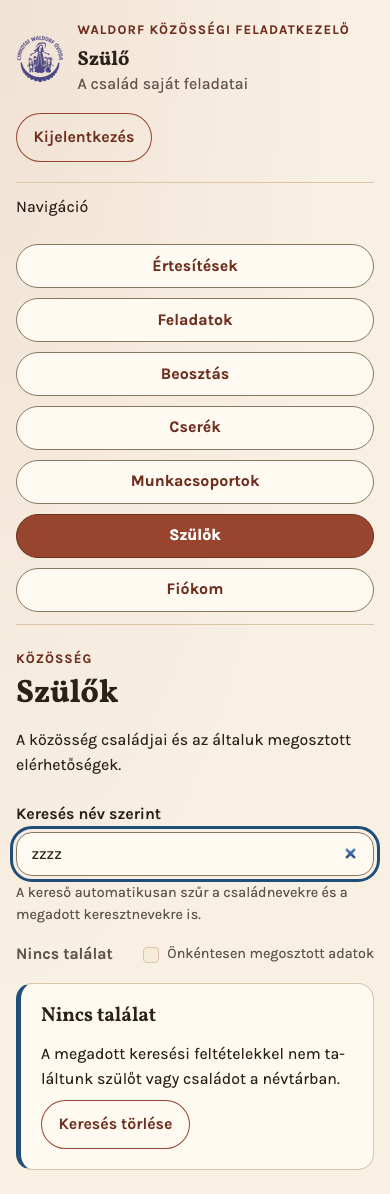 WALDORF KÖZÖSSÉGI FELADATKEZELŐ
Szülő
A család saját feladatai
Kijelentkezés
Navigáció
Értesítések
Feladatok
Beosztás
Cserék
Munkacsoportok
Szülők
Fiókom
KÖZÖSSÉG
Szülők
A közösség családjai és az általuk megosztott
elérhetőségek.
Keresés név szerint
zzzz
A kereső automatikusan szűr a családnevekre és a
megadott keresztnevekre is.
Nincs találat
Önkéntesen megosztott adatok
Nincs találat
A megadott keresési feltételekkel nem ta-
láltunk szülőt vagy családot a névtárban.
Keresés törlése